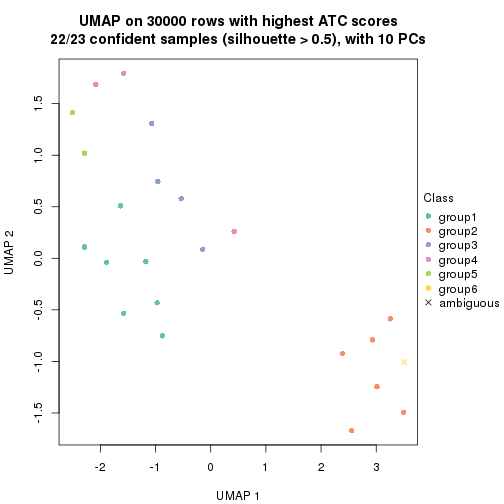 UMAP on 30000 rows with highest ATC scores
22/23 confident samples (silhouette > 0.5), with 10 PCs
UMAP 2
1.5
1.0
0.5
0.0
-0.5
-1.0
-1.5
-2
-1
0
1
2
3
UMAP 1
Class
group1
group2
group3
group4
group5
group6
ambiguous